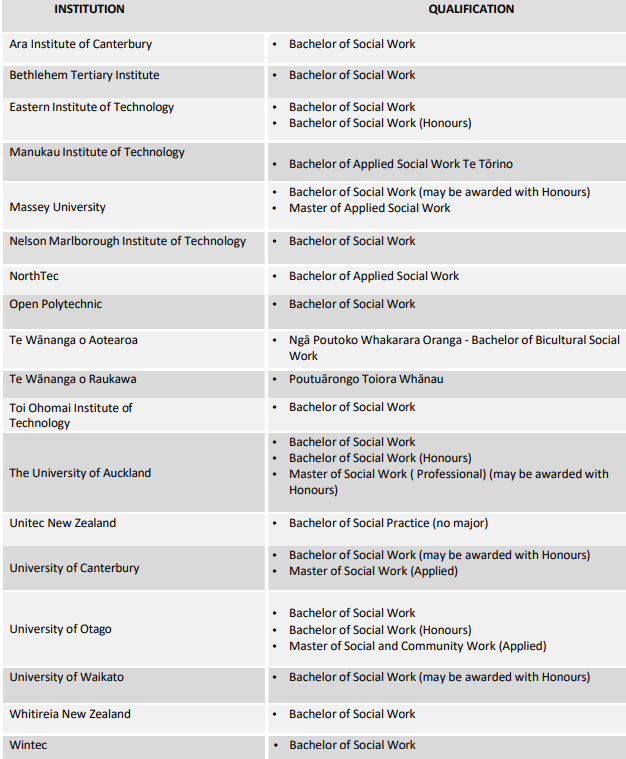 INSTITUTION QUALIFICATION
Ara Institute of Canterbury • Bachelor of Social Work
Bethlehem Tertiary Institute • Bachelor of Social Work
Eastern Institute of Technology • Bachelor of Social Work
• Bachelor of Social Work (Honours)
Manukau Institute of Technology
• Bachelor of Applied Social Work Te Tōrino
• Bachelor of Social Work (may be awarded with Honours)
Massey University • Master of Applied Social Work
Nelson Marlborough Institute of Technology • Bachelor of Social Work
NorthTec • Bachelor of Applied Social Work
Open Polytechnic • Bachelor of Social Work
Te Wānanga o Aotearoa • Ngā Poutoko Whakarara Oranga - Bachelor of Bicultural Social
Work
Te Wānanga o Raukawa • Poutuārongo Toiora Whānau
Toi Ohomai Institute of • Bachelor of Social Work
Technology
• Bachelor of Social Work
• Bachelor of Social Work (Honours)
The University of Auckland • Master of Social Work ( Professional) (may be awarded with
Honours)
Unitec New Zealand • Bachelor of Social Practice (no major)
• Bachelor of Social Work (may be awarded with Honours)
University of Canterbury • Master of Social Work (Applied)
• Bachelor of Social Work
University of Otago • Bachelor of Social Work (Honours)
• Master of Social and Community Work (Applied)
University of Waikato • Bachelor of Social Work (may be awarded with Honours)
Whitireia New Zealand • Bachelor of Social Work
Wintec • Bachelor of Social Work